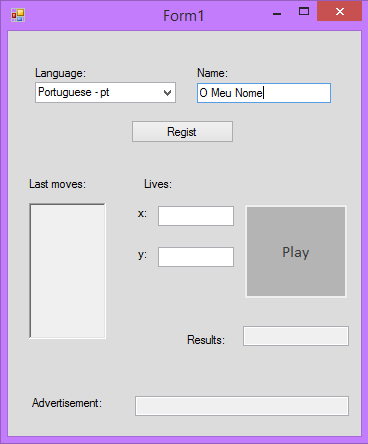 Form1
Language: Name:
Portuguese - pt O Meu Nome
Regist
Last moves: Lives:
x:
y:
Play
Results:
Advertisement: